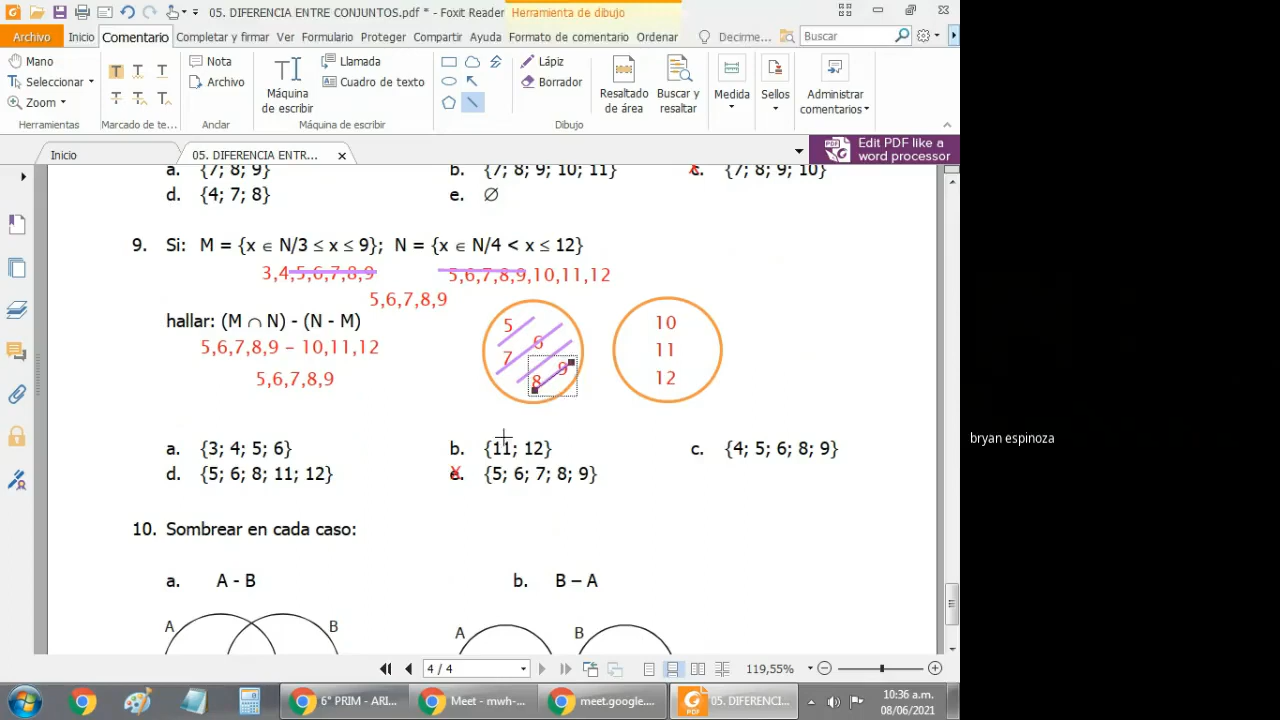 05. DIFERENCIA ENTRE CONJUNTOS.pdf * - Foxit Reader
Herramienta de dibujo
Archivo Inicio Comentario Completar y firmar Ver Formulario Proteger Compartir Ayuda Formato de comentario Ordenar Decirme... Buscar
Mano
Seleccionar
Zoom
Herramientas
T T T
T T T
Marcado de te...
Nota
Archivo
Anclar
Máquina
de escribir
Llamada
Cuadro de texto
Máquina de escribir
Lápiz
Borrador
Dibujo
Resaltado
de área
Buscar y
resaltar
Medida
Sellos
Administrar
comentarios
Inicio
05. DIFERENCIA ENTR...
Edit PDF like a
word processor
a. {7; 8; 9} b. {7; 8; 9; 10; 11} c. {7; 8; 9; 10}
d. {4; 7; 8} e. ∅
9. Si: M = {x ∈ N/3 ≤ x ≤ 9}; N = {x ∈ N/4 < x ≤ 12}
3,4,5,6,7,8,9 5,6,7,8,9,10,11,12
5,6,7,8,9
hallar: (M ∩ N) - (N - M)
5,6,7,8,9 – 10,11,12
5,6,7,8,9
5
6
7
9
8
10
11
12
a. {3; 4; 5; 6} b. {11; 12} c. {4; 5; 6; 8; 9}
d. {5; 6; 8; 11; 12} e. {5; 6; 7; 8; 9}
10. Sombrear en cada caso:
a. A - B b. B – A
A B A B
4 / 4
119,55%
6° PRIM - ARI...
Meet - mwh-...
meet.google....
05. DIFERENCI...
10:36 a.m.
08/06/2021
bryan espinoza